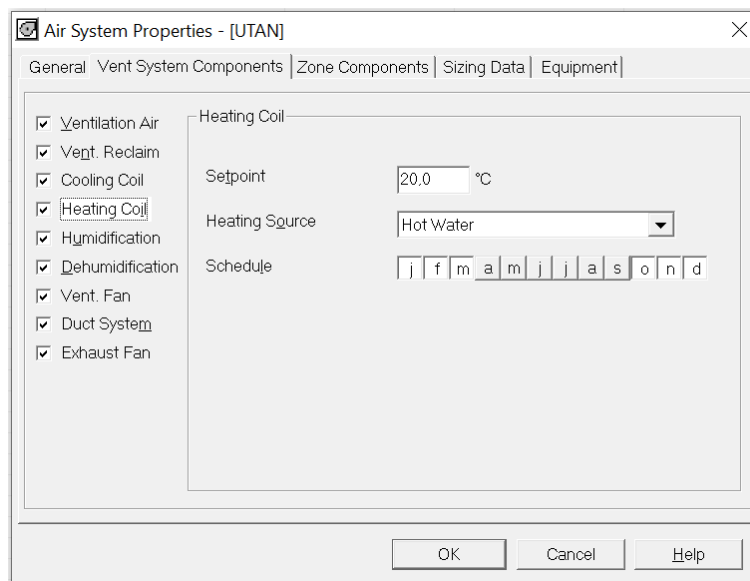 Air System Properties - [UTAN]
General Vent System Components Zone Components Sizing Data Equipment
Ventilation Air
Vent. Reclaim
Cooling Coil
Heating Coil
Humidification
Dehumidification
Vent. Fan
Duct System
Exhaust Fan
Heating Coil
Setpoint 20,0 °C
Heating Source Hot Water
Schedule j f m a m j j a s o n d
OK Cancel Help